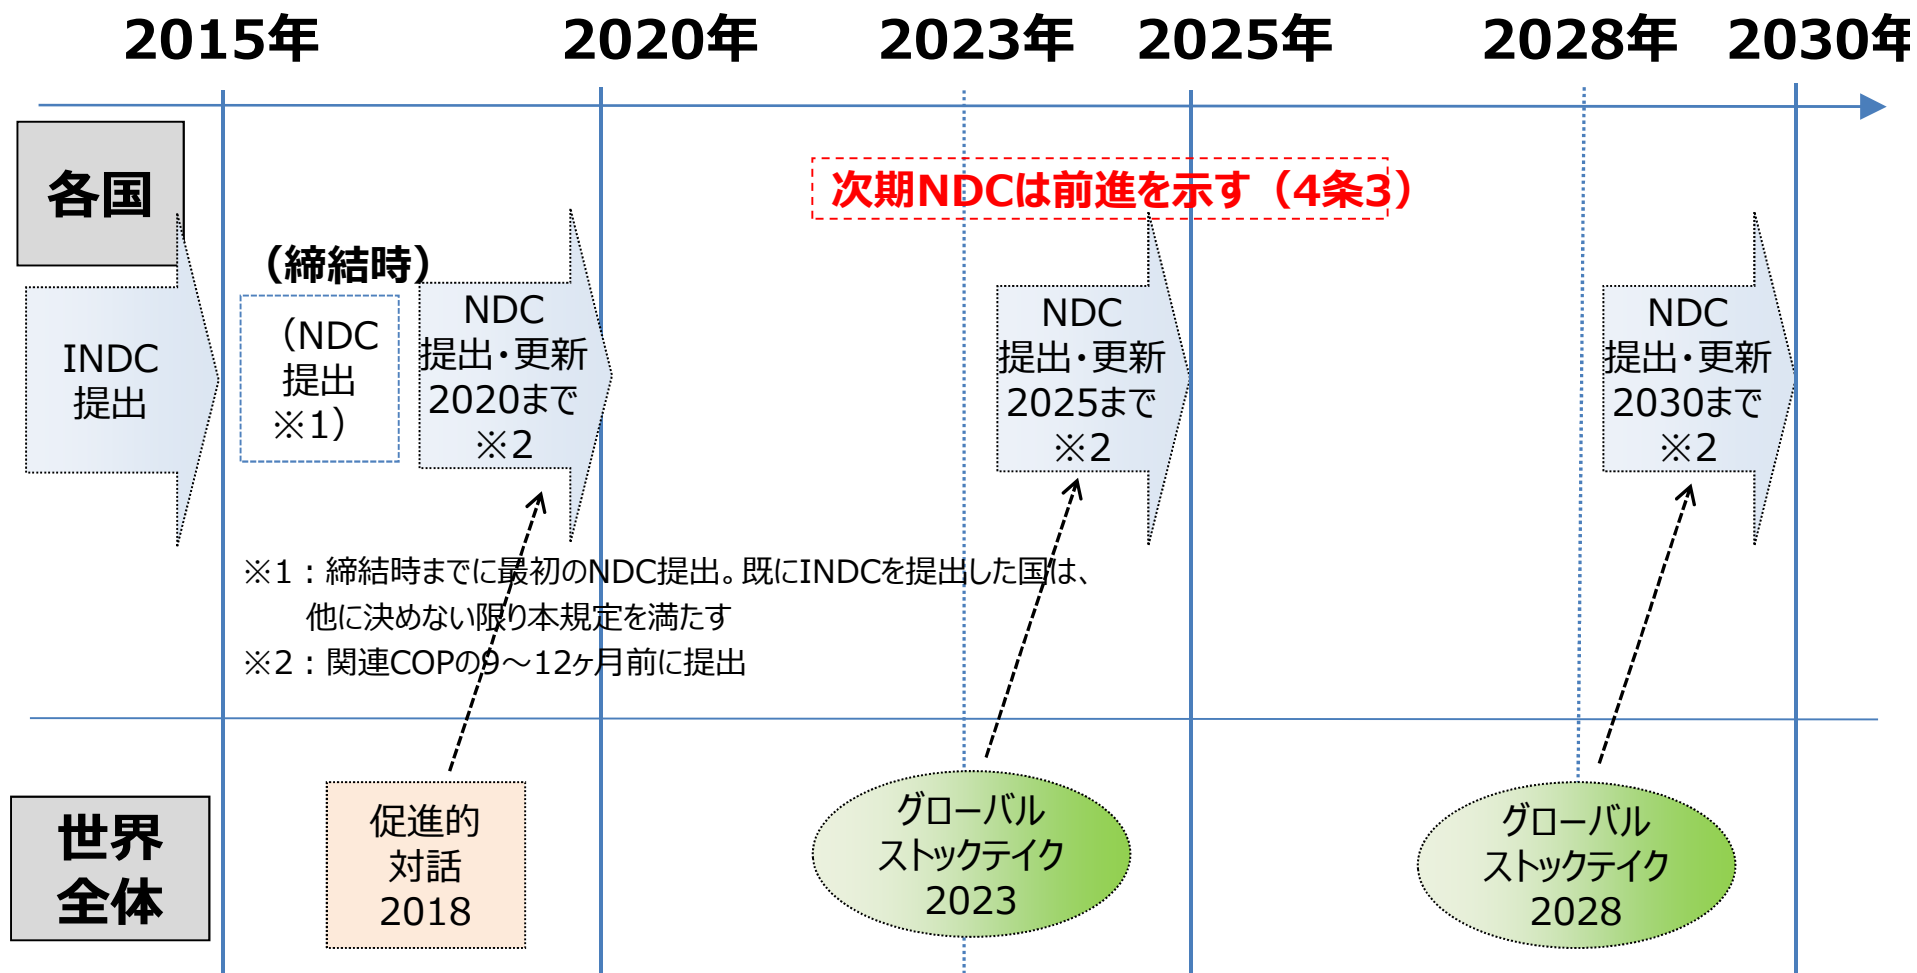 2015年
2020年
2023年
2025年
2028年
2030年
各国
次期NDCは前進を示す（4条3）
（締結時）
INDC
提出
（NDC
提出
※1）
NDC
提出・更新
2020まで
※2
NDC
提出・更新
2025まで
※2
NDC
提出・更新
2030まで
※2
※1：締結時までに最初のNDC提出。既にINDCを提出した国は、
他に決めない限り本規定を満たす
※2：関連COPの9～12ヶ月前に提出
世界
全体
促進的
対話
2018
グローバル
ストックテイク
2023
グローバル
ストックテイク
2028